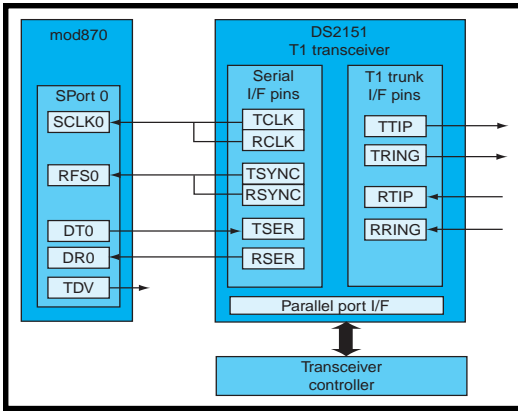 mod870
SPort 0
SCLK0
RFS0
DT0
DR0
TDV
DS2151
T1 transceiver
Serial
I/F pins
TCLK
RCLK
TSYNC
RSYNC
TSER
RSER
T1 trunk
I/F pins
TTIP
TRING
RTIP
RRING
Parallel port I/F
Transceiver
controller